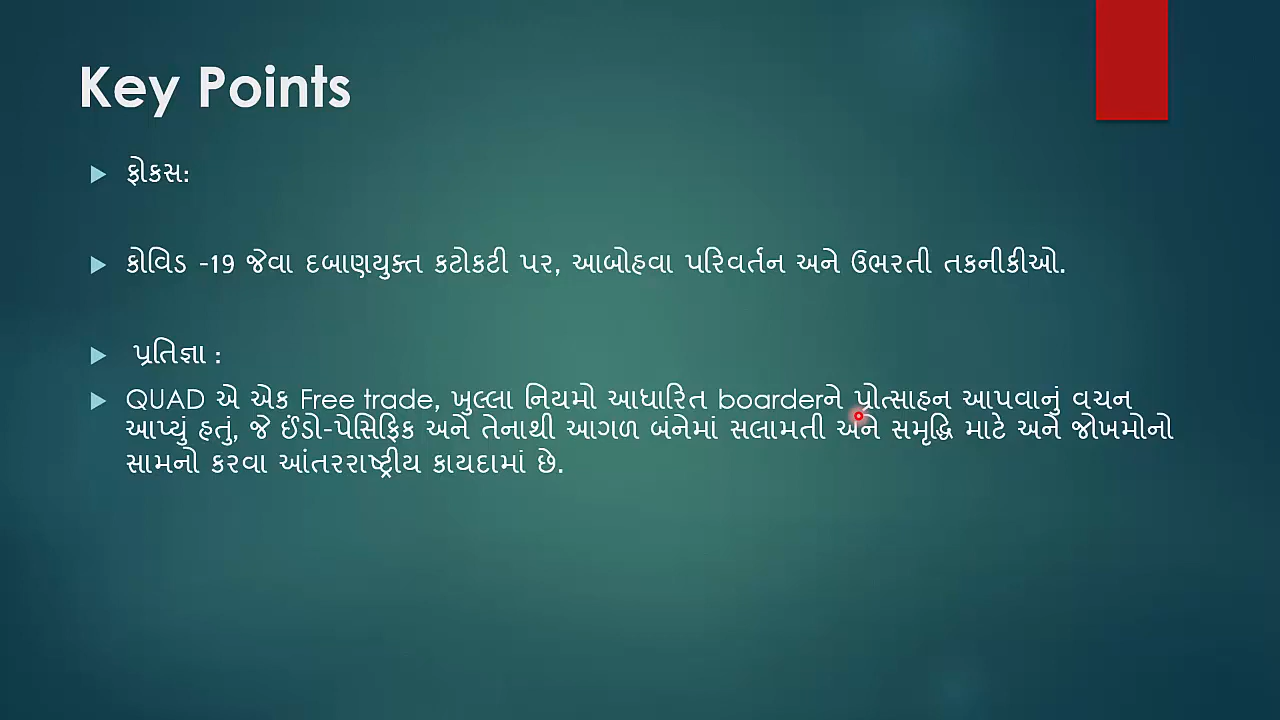 Key Points
ફોકસ:
કોવિડ -19 જેવા દબાણયુક્ત કટોકટી પર, આબોહવા પરિવર્તન અને ઉભરતી તકનીકીઓ.
પ્રતિજ્ઞા :
QUAD એ એક Free trade, ખુલ્લા નિયમો આધારિત boarderને પ્રોત્સાહન આપવાનું વચન
આપ્યું હતું, જે ઈંડો-પેસિફિક અને તેનાથી આગળ બંનેમાં સલામતી અને સમૃદ્ધિ માટે અને જોખમોનો
સામનો કરવા આંતરરાષ્ટ્રીય કાયદામાં છે.